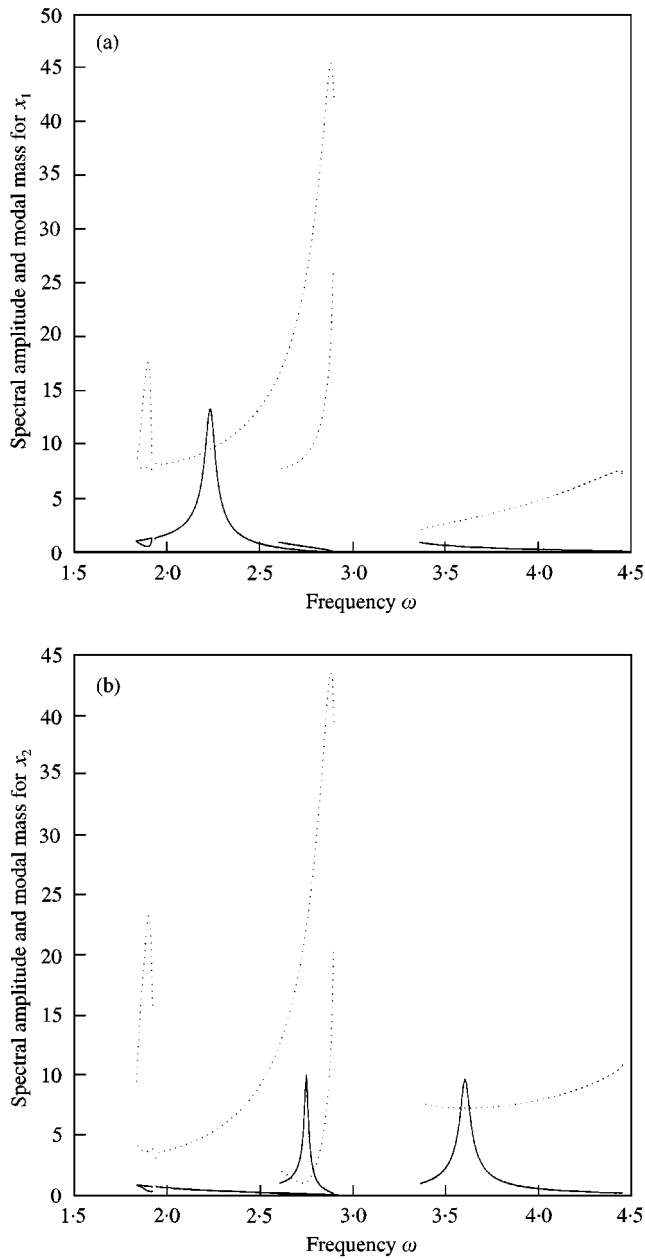 50
45
40
35
30
25
20
15
10
5
0
(a)
Spectral amplitude and modal mass for x1
1·5 2·0 2·5 3·0 3·5 4·0 4·5
Frequency ω
45
40
35
30
25
20
15
10
5
0
(b)
Spectral amplitude and modal mass for x2
1·5 2·0 2·5 3·0 3·5 4·0 4·5
Frequency ω